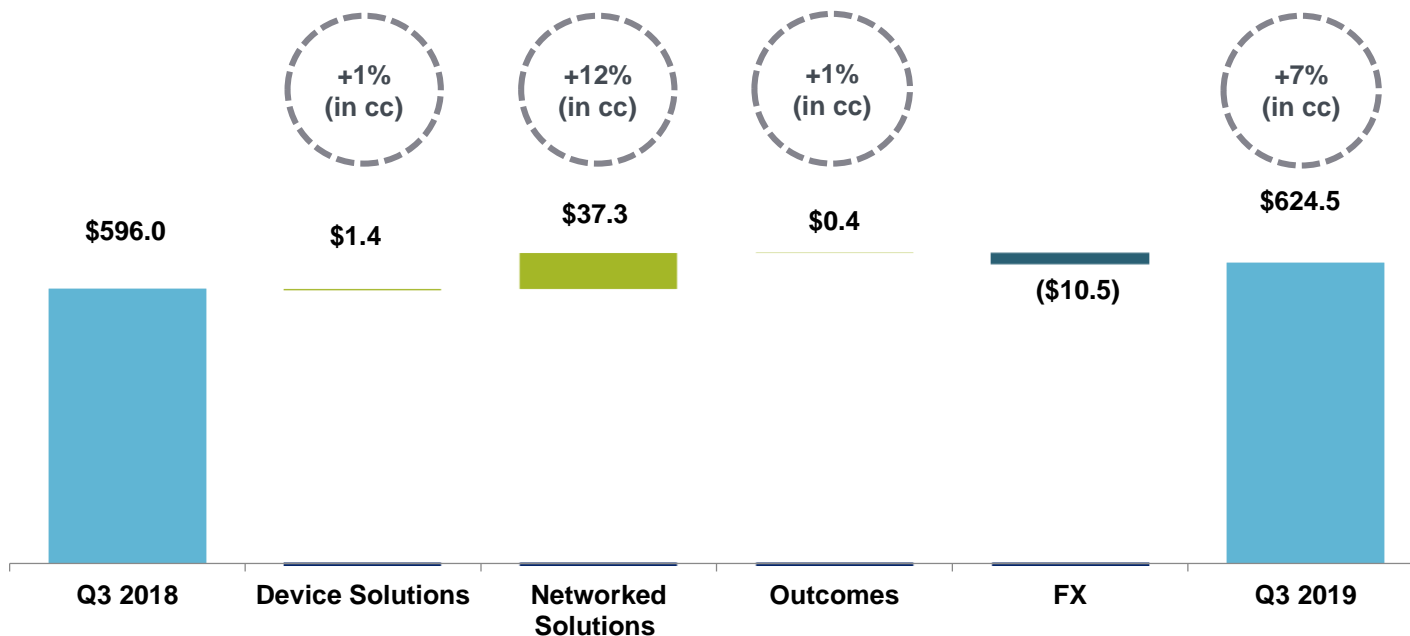 +1%
(in cc)
+12%
(in cc)
+1%
(in cc)
+7%
(in cc)
$596.0
$1.4
$37.3
$0.4
($10.5)
$624.5
Q3 2018
Device Solutions
Networked
Solutions
Outcomes
FX
Q3 2019